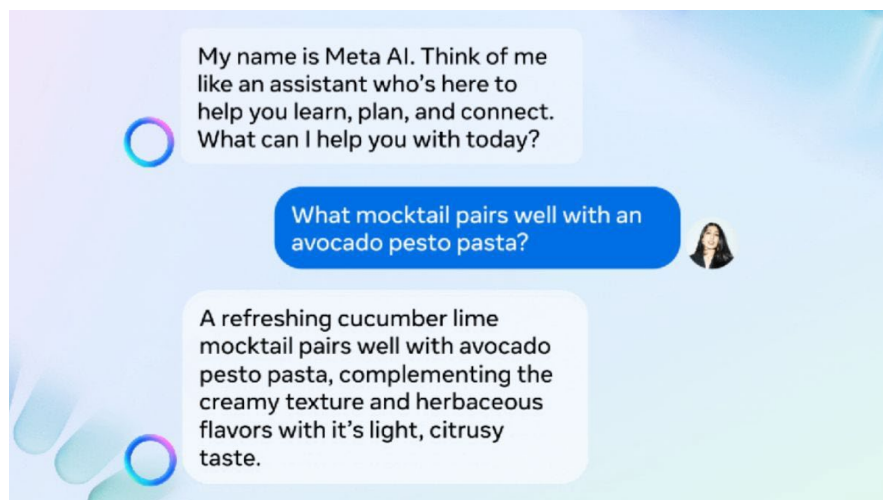 My name is Meta AI. Think of me
like an assistant who's here to
help you learn, plan, and connect.
What can I help you with today?
What mocktail pairs well with an
avocado pesto pasta?
A refreshing cucumber lime
mocktail pairs well with avocado
pesto pasta, complementing the
creamy texture and herbaceous
flavors with it's light, citrusy
taste.